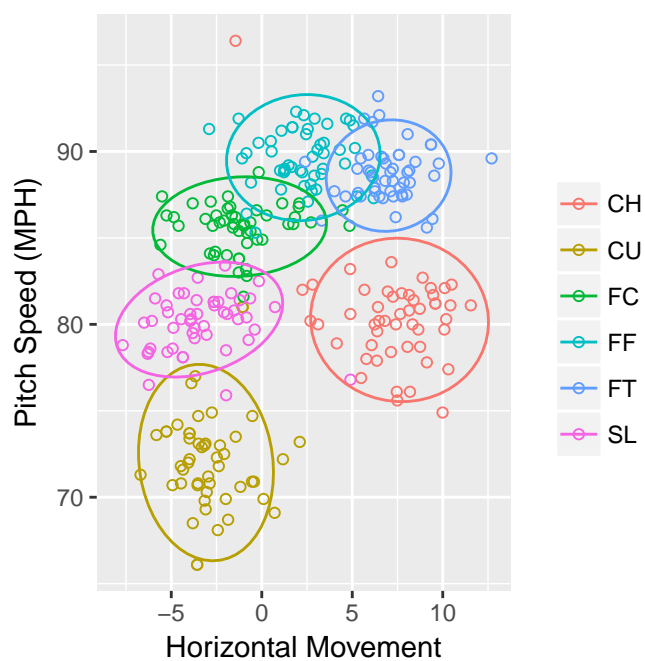 90
80
70
−5
0
5
10
Pitch Speed (MPH)
Horizontal Movement
CH
CU
FC
FF
FT
SL